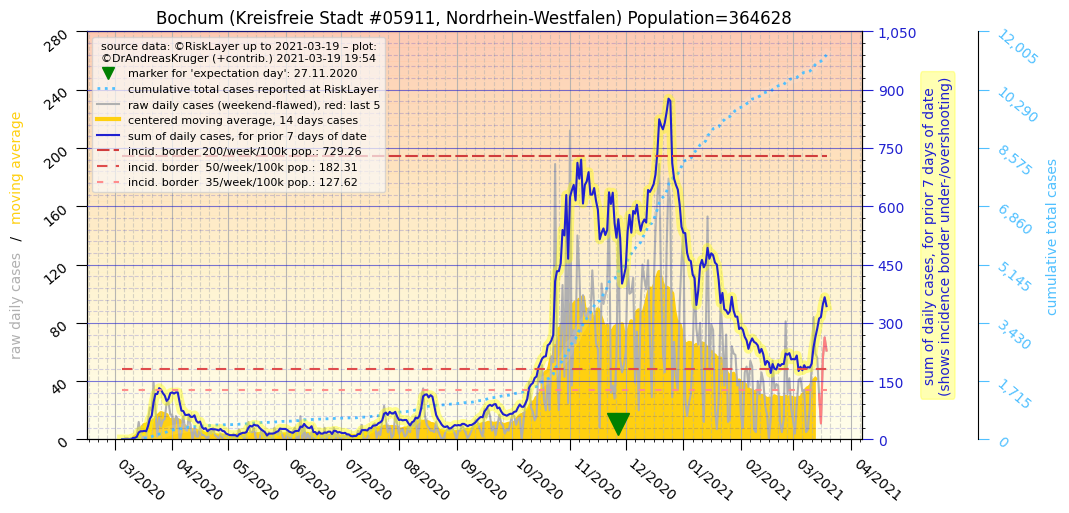 Bochum (Kreisfreie Stadt #05911, Nordrhein-Westfalen) Population=364628
source data: ©RiskLayer up to 2021-03-19 – plot:
©DrAndreasKruger (+contrib.) 2021-03-19 19:54
marker for 'expectation day': 27.11.2020
cumulative total cases reported at RiskLayer
raw daily cases (weekend-flawed), red: last 5
centered moving average, 14 days cases
sum of daily cases, for prior 7 days of date
incid. border 200/week/100k pop.: 729.26
incid. border  50/week/100k pop.: 182.31
incid. border  35/week/100k pop.: 127.62
raw daily cases / moving average
280
240
200
160
120
80
40
0
03/2020
04/2020
05/2020
06/2020
07/2020
08/2020
09/2020
10/2020
11/2020
12/2020
01/2021
02/2021
03/2021
04/2021
1,050
900
750
600
450
300
150
0
sum of daily cases, for prior 7 days of date
(shows incidence border under-/overshooting)
12,005
10,290
8,575
6,860
5,145
3,430
1,715
0
cumulative total cases